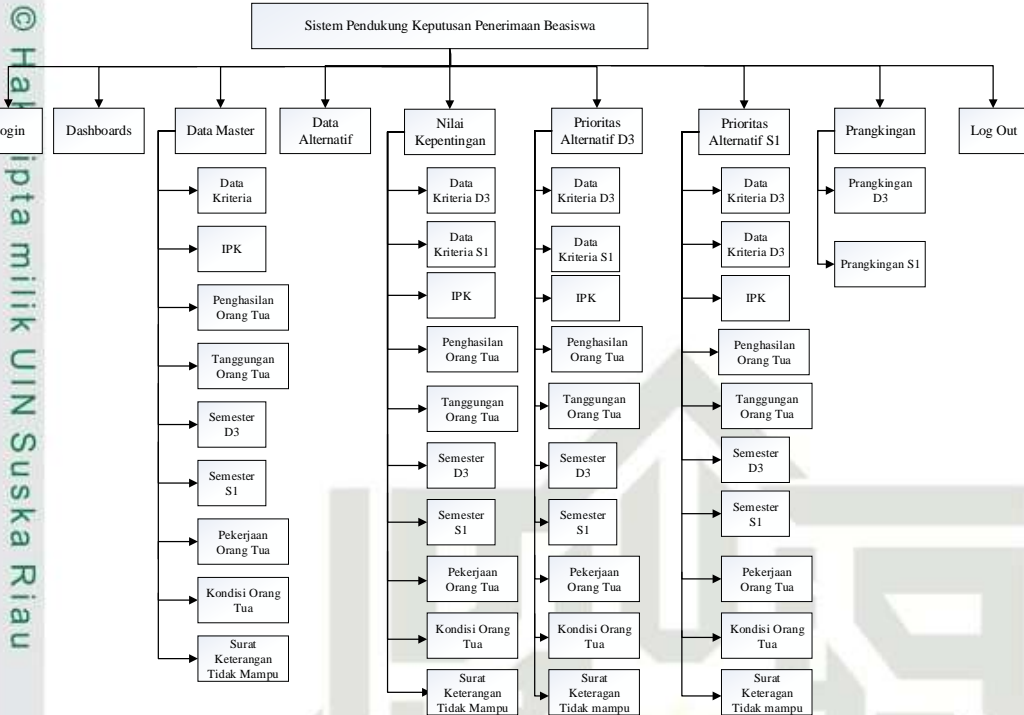 © Hak cipta milik UIN Suska Riau
Sistem Pendukung Keputusan Penerimaan Beasiswa
ogin
Dashboards
Data Master
Data
Kriteria
IPK
Penghasilan
Orang Tua
Tanggungan
Orang Tua
Semester
D3
Semester
S1
Pekerjaan
Orang Tua
Kondisi Orang
Tua
Surat
Keterangan
Tidak Mampu
Data
Alternatif
Nilai
Kepentingan
Data
Kriteria D3
Data
Kriteria S1
IPK
Penghasilan
Orang Tua
Tanggungan
Orang Tua
Semester
D3
Semester
S1
Pekerjaan
Orang Tua
Kondisi Orang
Tua
Surat
Keterangan
Tidak Mampu
Prioritas
Alternatif D3
Data
Kriteria D3
Data
Kriteria S1
IPK
Penghasilan
Orang Tua
Tanggungan
Orang Tua
Semester
D3
Semester
S1
Pekerjaan
Orang Tua
Kondisi Orang
Tua
Surat
Keteragan
Tidak mampu
Prioritas
Alternatif S1
Data
Kriteria D3
Data
Kriteria D3
IPK
Penghasilan
Orang Tua
Tanggungan
Orang Tua
Semester
D3
Semester
S1
Pekerjaan
Orang Tua
Kondisi Orang
Tua
Surat
Keteragan
Tidak mampu
Prangkingan
Prangkingan
D3
Prangkingan S1
Log Out